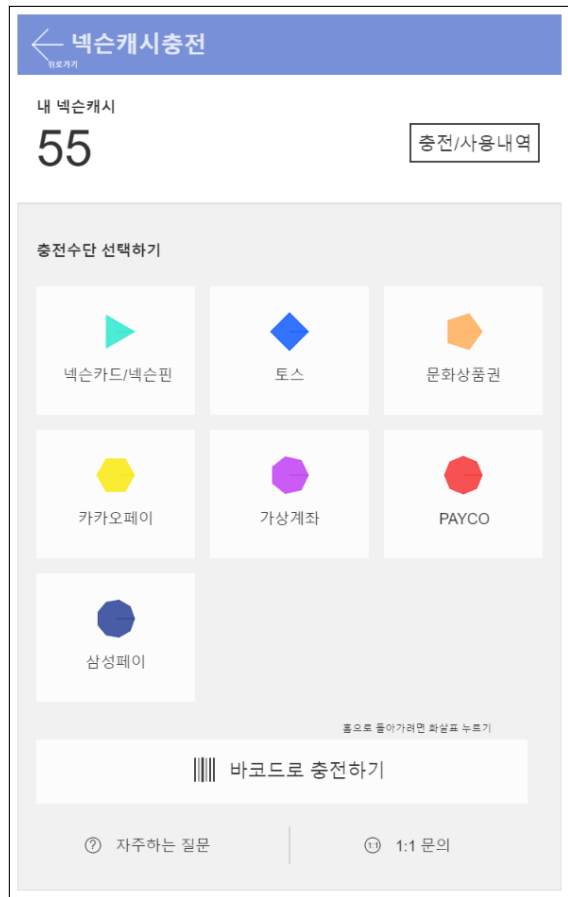 넥슨캐시충전
뒤로가기
내 넥슨캐시
55
충전/사용내역
충전수단 선택하기
넥슨카드/넥슨핀
토스
문화상품권
카카오페이
가상계좌
PAYCO
삼성페이
홈으로 돌아가려면 화살표 누르기
바코드로 충전하기
? 자주하는 질문
1:1 1:1 문의